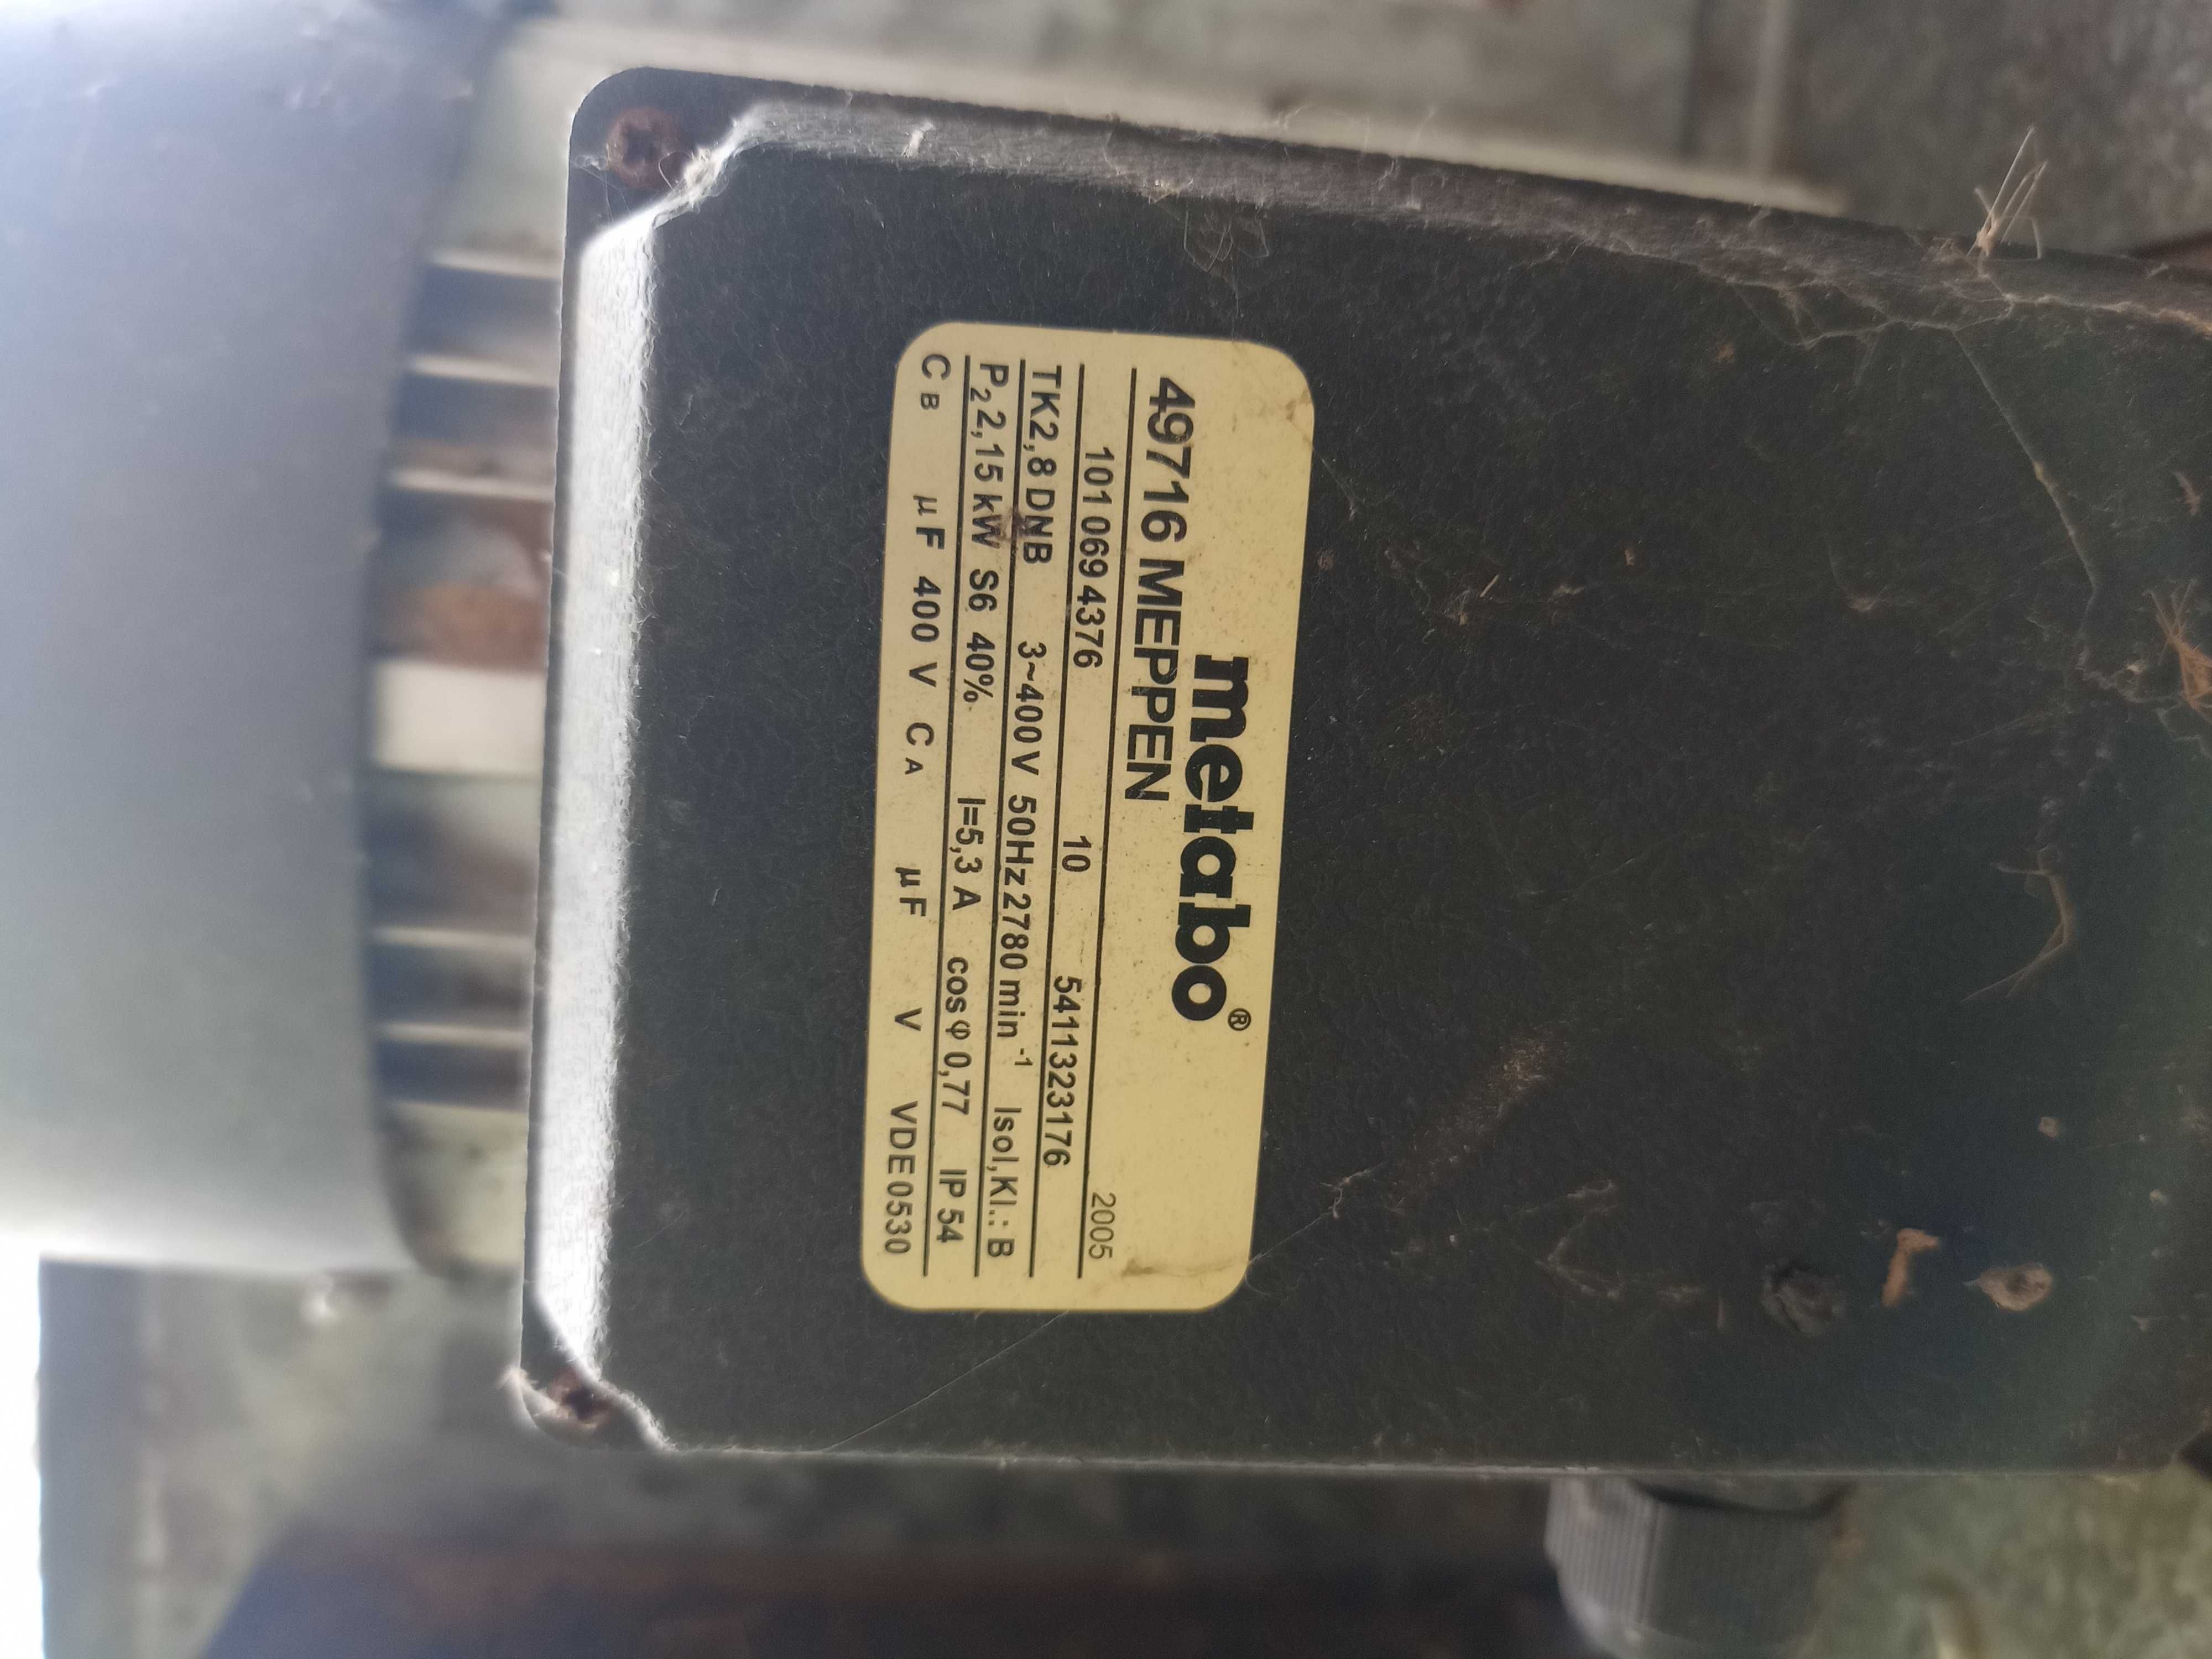 metabo®
49716 MEPPEN
2005
101 069 4376 10 5411323176
TK2,8 DNB 3~400V 50Hz 2780 min⁻¹ Isol,Kl.: B
P₂ 2,15 kW S6 40% I=5,3 A cos φ 0,77 IP 54
CB µF 400 V CA µF V VDE0530